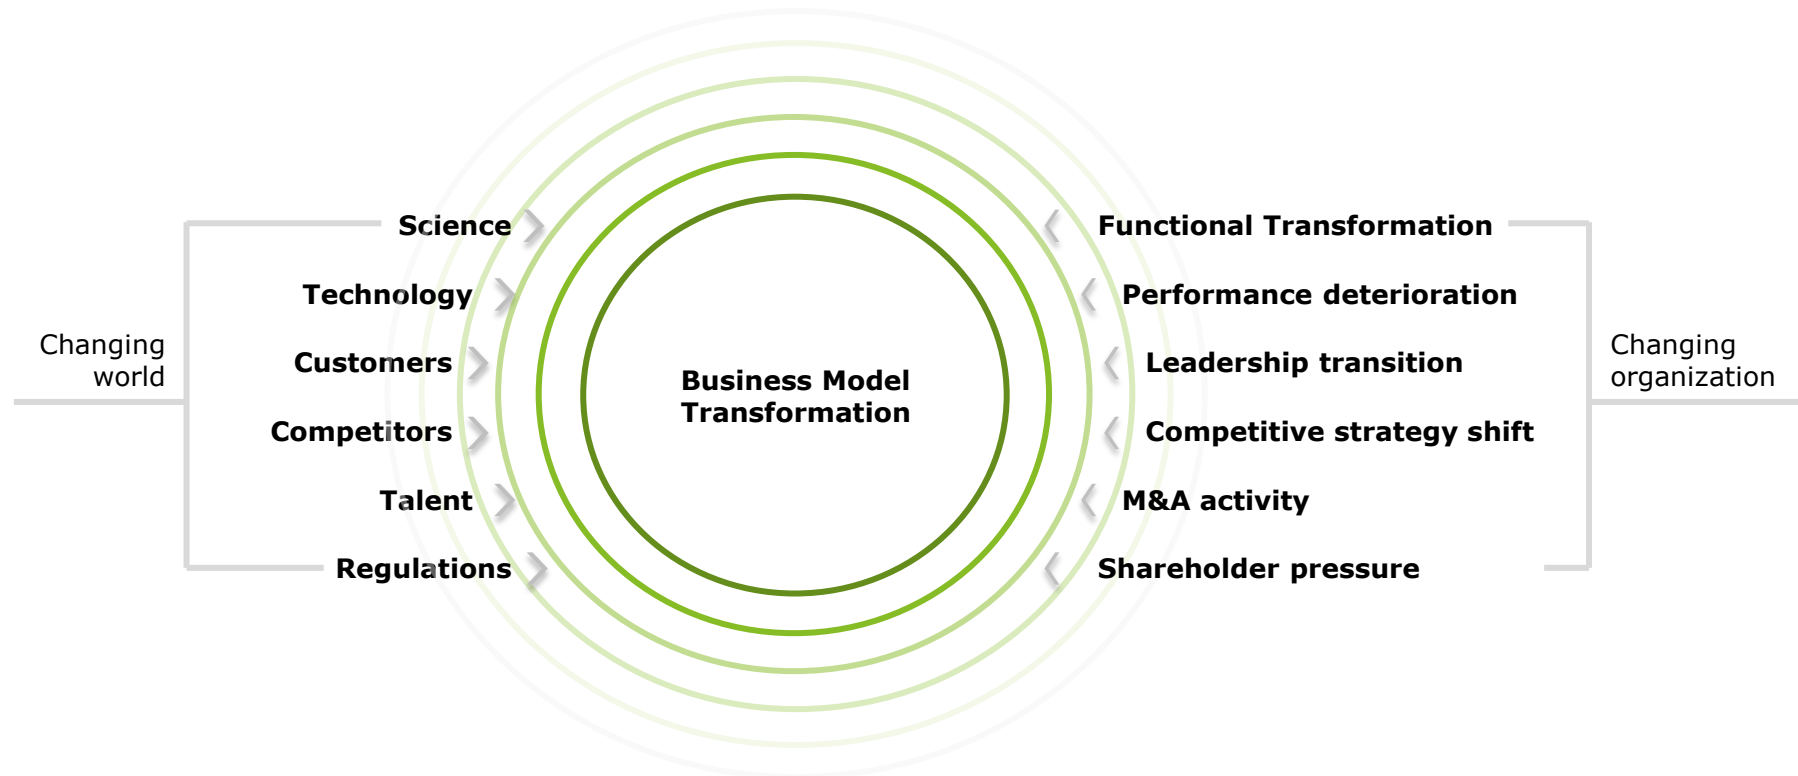 Changing
world
Science
Technology
Customers
Competitors
Talent
Regulations
Business Model
Transformation
Functional Transformation
Performance deterioration
Leadership transition
Competitive strategy shift
M&A activity
Shareholder pressure
Changing
organization